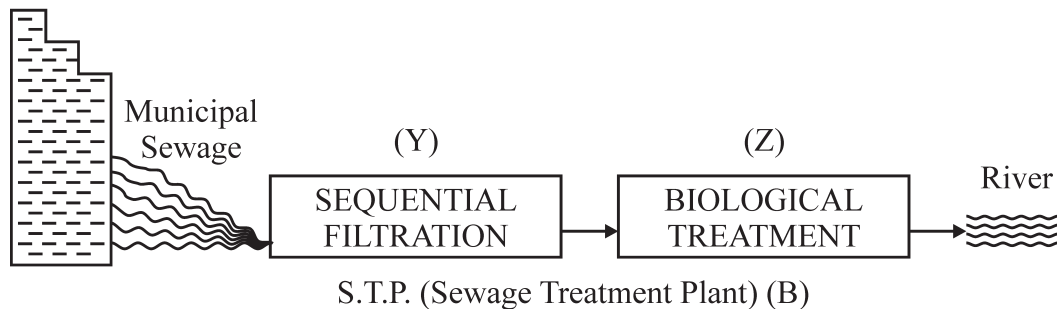 Municipal
Sewage
(Y)
(Z)
SEQUENTIAL
FILTRATION
BIOLOGICAL
TREATMENT
River
S.T.P. (Sewage Treatment Plant) (B)